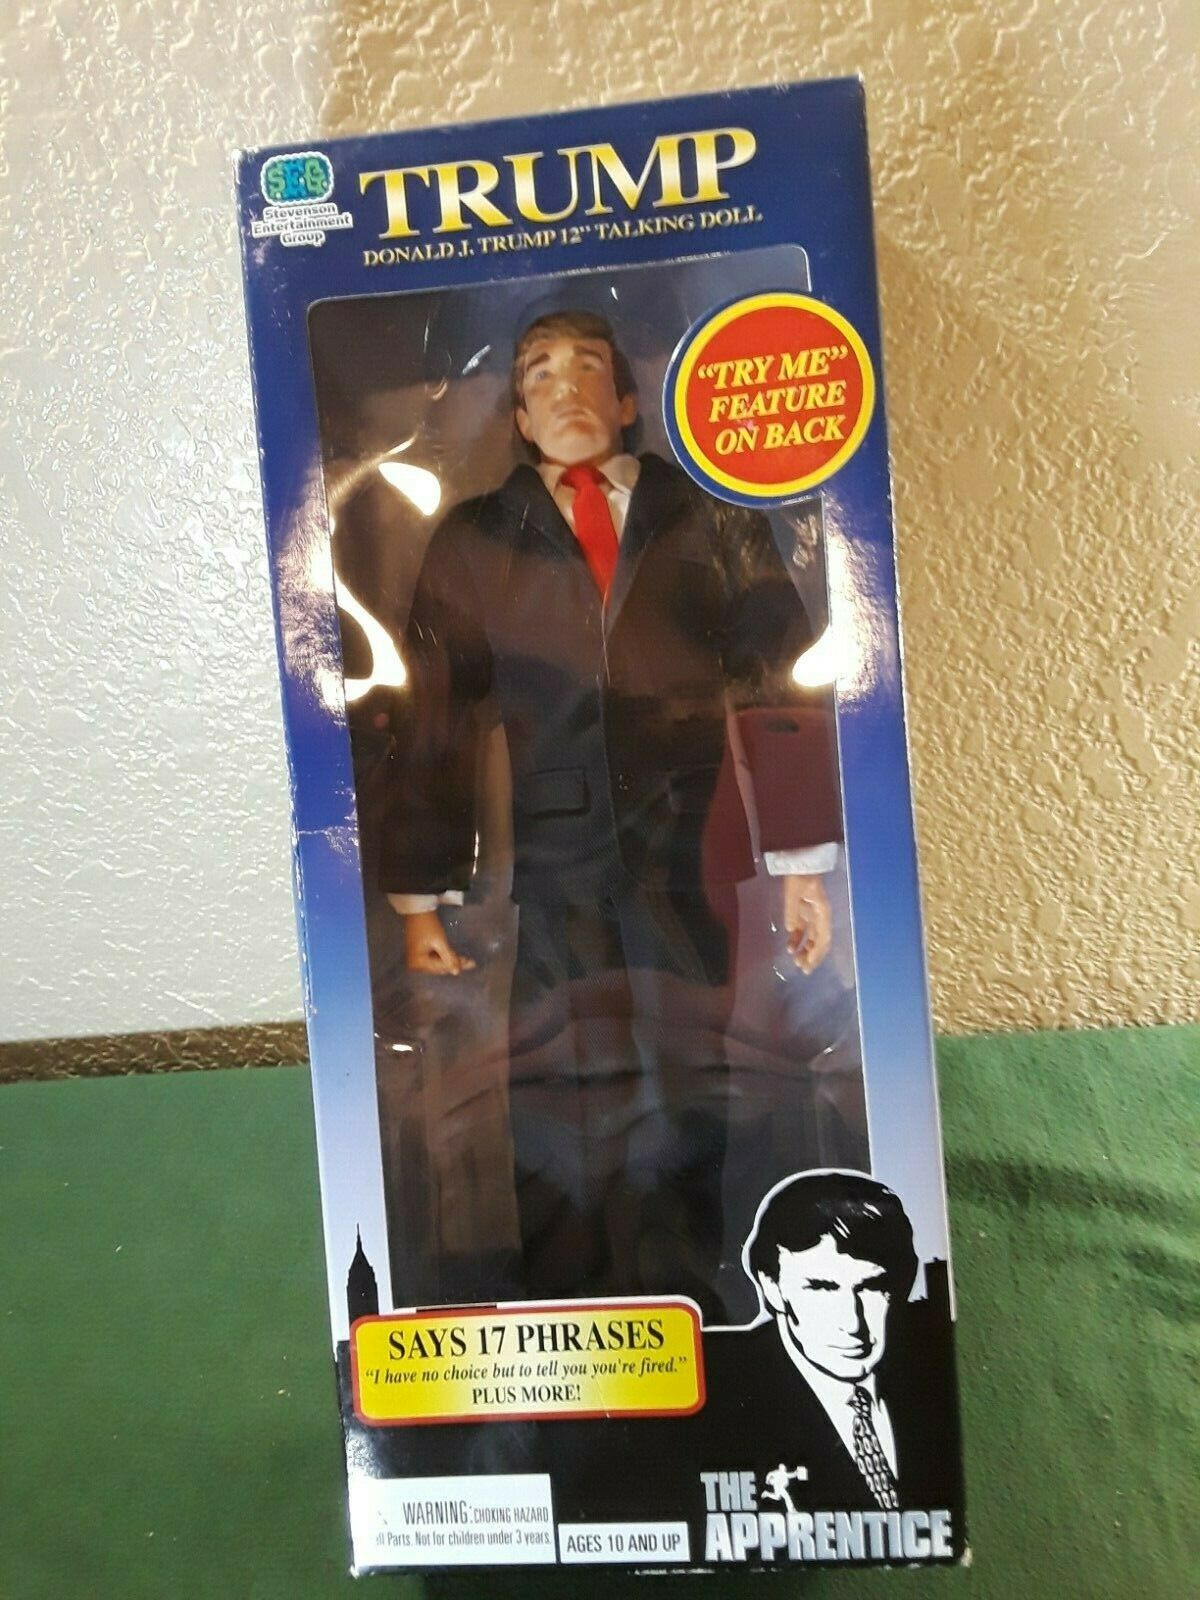 SEG
Stevenson
Entertainment
Group
TRUMP
DONALD J. TRUMP 12" TALKING DOLL
"TRY ME"
FEATURE
ON BACK
SAYS 17 PHRASES
"I have no choice but to tell you you're fired."
PLUS MORE!
WARNING: CHOKING HAZARD
Parts. Not for children under 3 years.
AGES 10 AND UP
THE
APPRENTICE